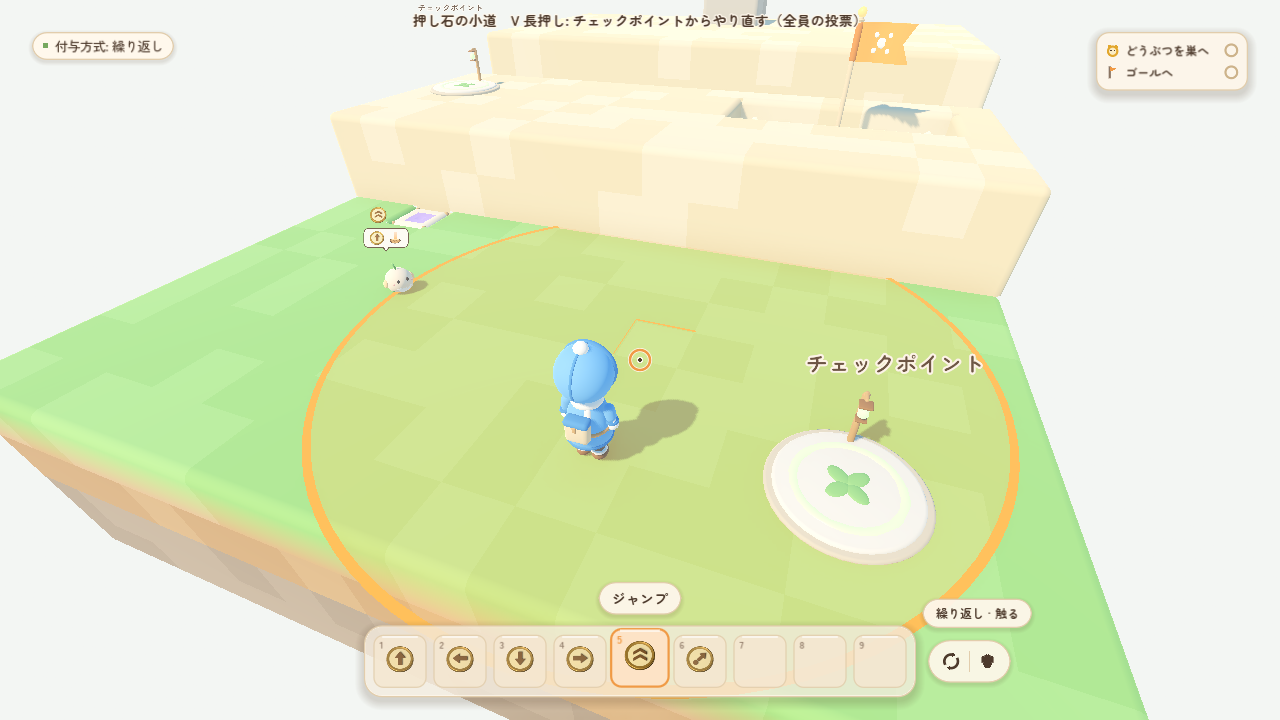 チェックポイント
押し石の小道 V 長押し: チェックポイントからやり直す（全員の投票）
付与方式: 繰り返し
どうぶつを巣へ
ゴールへ
チェックポイント
ジャンプ
繰り返し · 触る
1 2 3 4 5 6 7 8 9